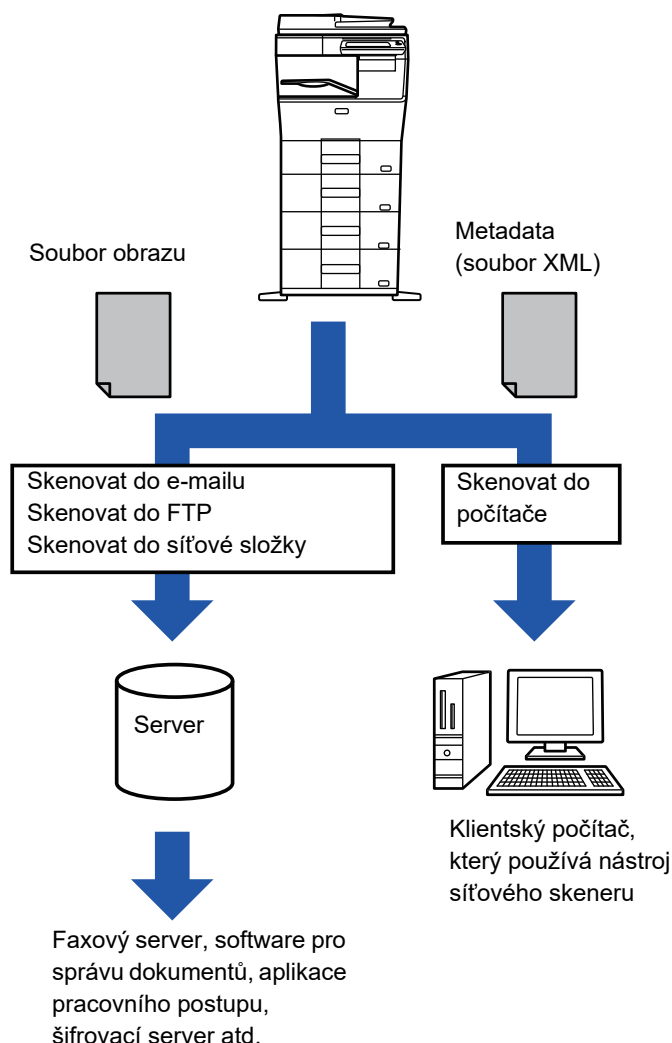 Soubor obrazu
Metadata
(soubor XML)
Skenovat do e-mailu
Skenovat do FTP
Skenovat do síťové složky
Skenovat do
počítače
Server
Klientský počítač,
který používá nástroj
síťového skeneru
Faxový server, software pro
správu dokumentů, aplikace
pracovního postupu,
šifrovací server atd.